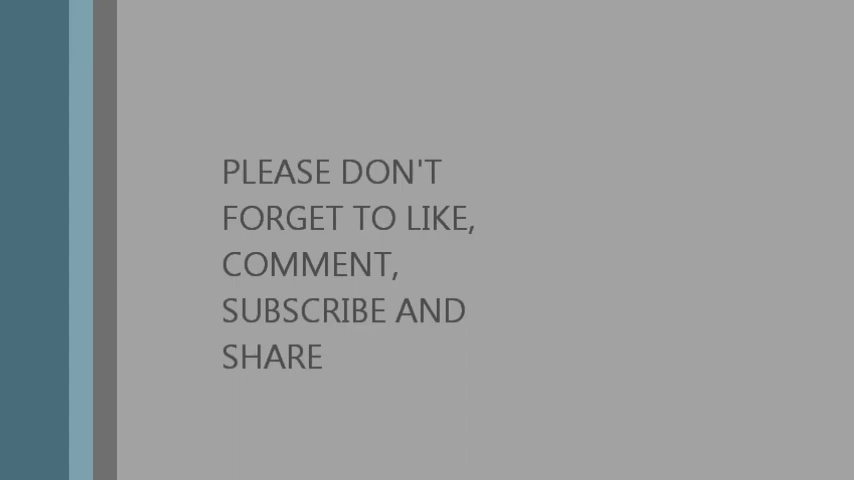 PLEASE DON'T
FORGET TO LIKE,
COMMENT,
SUBSCRIBE AND
SHARE